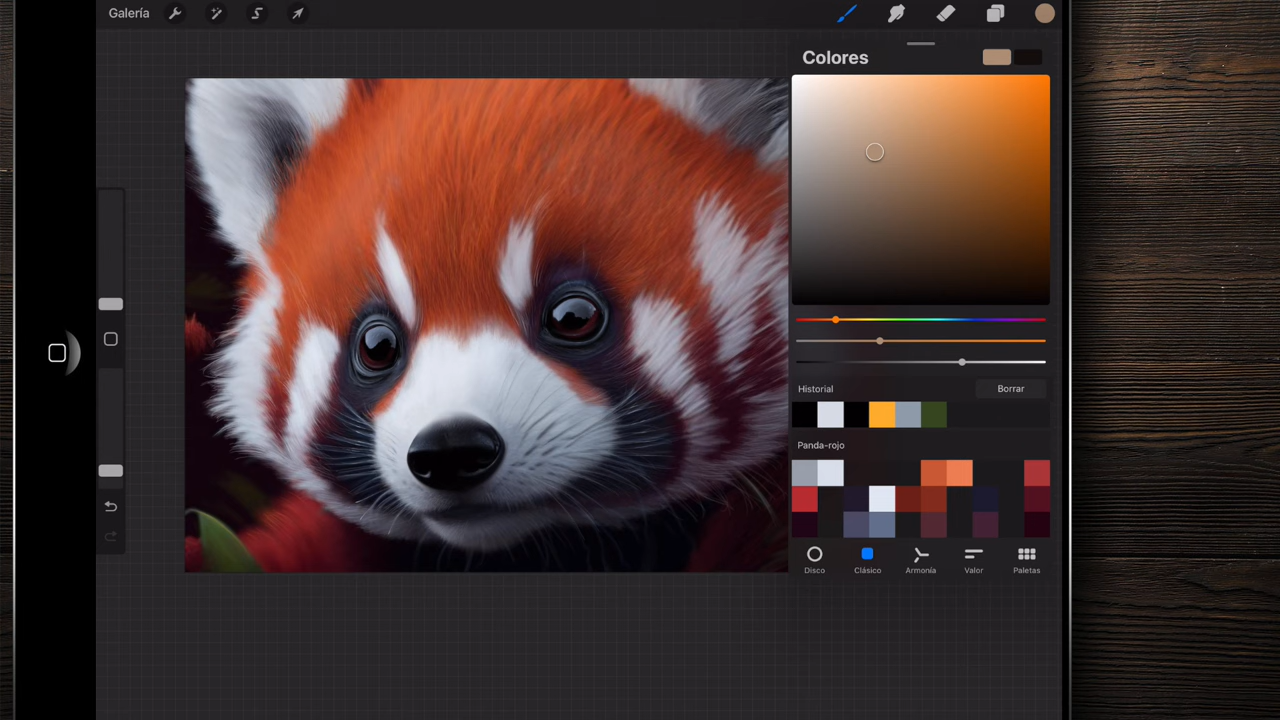 Galería
Colores
Historial
Borrar
Panda-rojo
Disco
Clásico
Armonía
Valor
Paletas